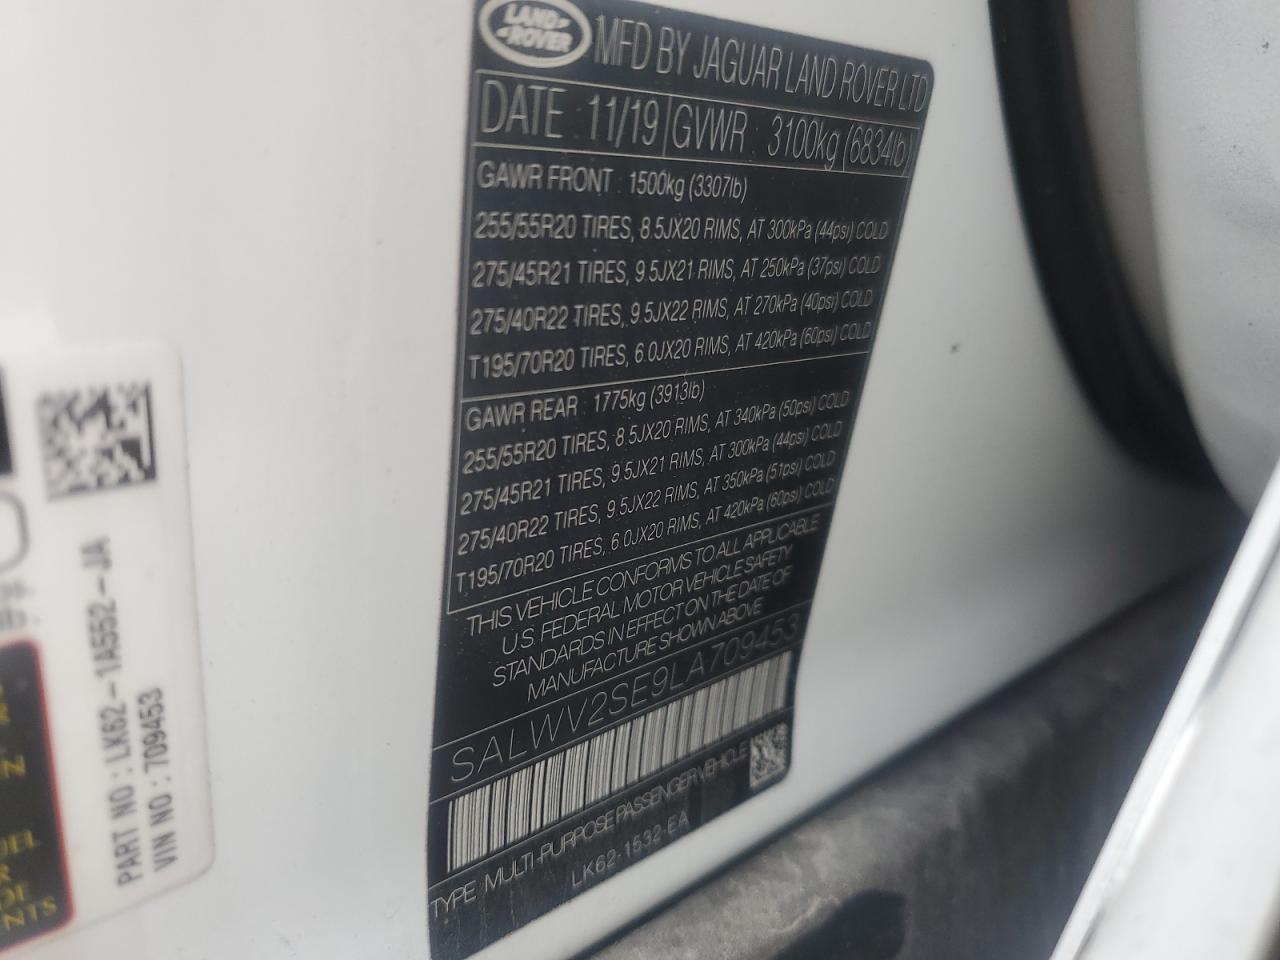 LAND ROVER
MFD BY JAGUAR LAND ROVER LTD
DATE 11/19 GVWR : 3100kg (6834lb)
GAWR FRONT : 1500kg (3307lb)
255/55R20 TIRES, 8.5JX20 RIMS, AT 300kPa (44psi) COLD
275/45R21 TIRES, 9.5JX21 RIMS, AT 250kPa (37psi) COLD
275/40R22 TIRES, 9.5JX22 RIMS, AT 270kPa (40psi) COLD
T195/70R20 TIRES, 6.0JX20 RIMS, AT 420kPa (60psi) COLD
GAWR REAR : 1775kg (3913lb)
255/55R20 TIRES, 8.5JX20 RIMS, AT 340kPa (50psi) COLD
275/45R21 TIRES, 9.5JX21 RIMS, AT 300kPa (44psi) COLD
275/40R22 TIRES, 9.5JX22 RIMS, AT 350kPa (51psi) COLD
T195/70R20 TIRES, 6.0JX20 RIMS, AT 420kPa (60psi) COLD
THIS VEHICLE CONFORMS TO ALL APPLICABLE
U.S. FEDERAL MOTOR VEHICLE SAFETY
STANDARDS IN EFFECT ON THE DATE OF
MANUFACTURE SHOWN ABOVE
SALWV2SE9LA709453
TYPE MULTI-PURPOSE PASSENGER VEHICLE
LK62-1532-EA
PART NO : LK62-1A552-JA
VIN NO : 709453